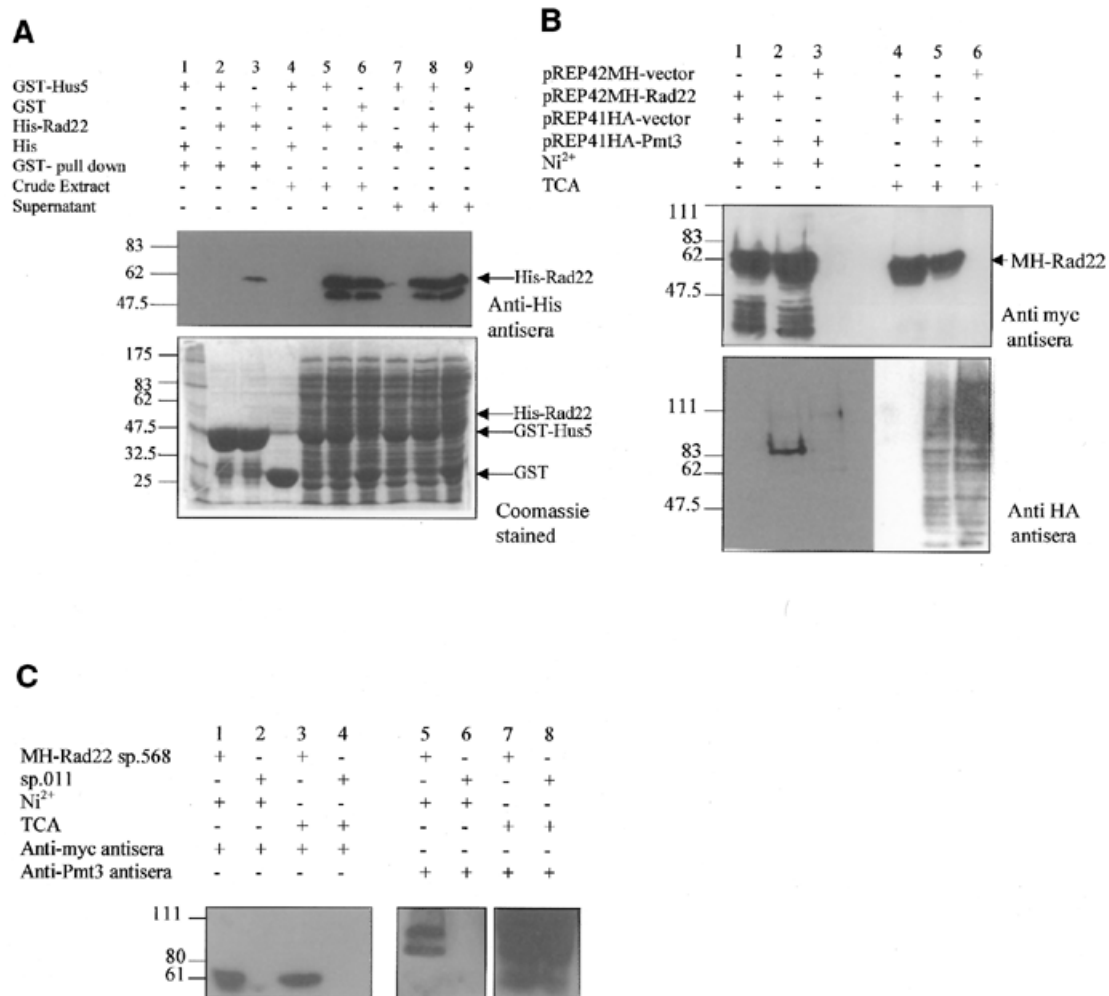 A
1 2 3 4 5 6 7 8 9
GST-Hus5 + + - + + - + + -
GST - - + - - + - - +
His-Rad22 - + + - + + - + +
His + - - + - - + - -
GST- pull down + + + - - - - - -
Crude Extract - - - + + + - - -
Supernatant - - - - - - + + +
83
62
47.5
His-Rad22
Anti-His
antisera
175
83
62
47.5
32.5
25
His-Rad22
GST-Hus5
GST
Coomassie
stained
B
1 2 3 4 5 6
pREP42MH-vector - - + - - +
pREP42MH-Rad22 + + - + + -
pREP41HA-vector + - - + - -
pREP41HA-Pmt3 - + + - + +
Ni2+ + + + - - -
TCA - - - + + +
111
83
62
47.5
MH-Rad22
Anti myc
antisera
111
83
62
47.5
Anti HA
antisera
C
1 2 3 4 5 6 7 8
MH-Rad22 sp.568 + - + - + - + -
sp.011 - + - + - + - +
Ni2+ + + - - + + - -
TCA - - + + - - + +
Anti-myc antisera + + + + - - - -
Anti-Pmt3 antisera - - - - + + + +
111
80
61